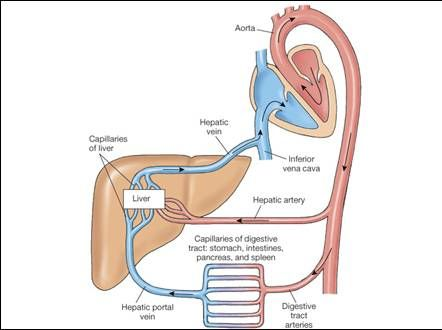 Aorta
Hepatic
vein
Capillaries
of liver
Inferior
vena cava
Liver
Hepatic artery
Capillaries of digestive
tract: stomach, intestines,
pancreas, and spleen
Hepatic portal
vein
Digestive
tract
arteries